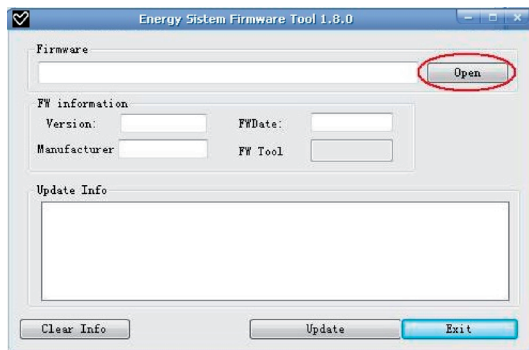 Energy Sistem Firmware Tool 1.8.0
Firmware
Open
FW information
Version:
FWDate:
Manufacturer
FW Tool
Update Info
Clear Info
Update
Exit